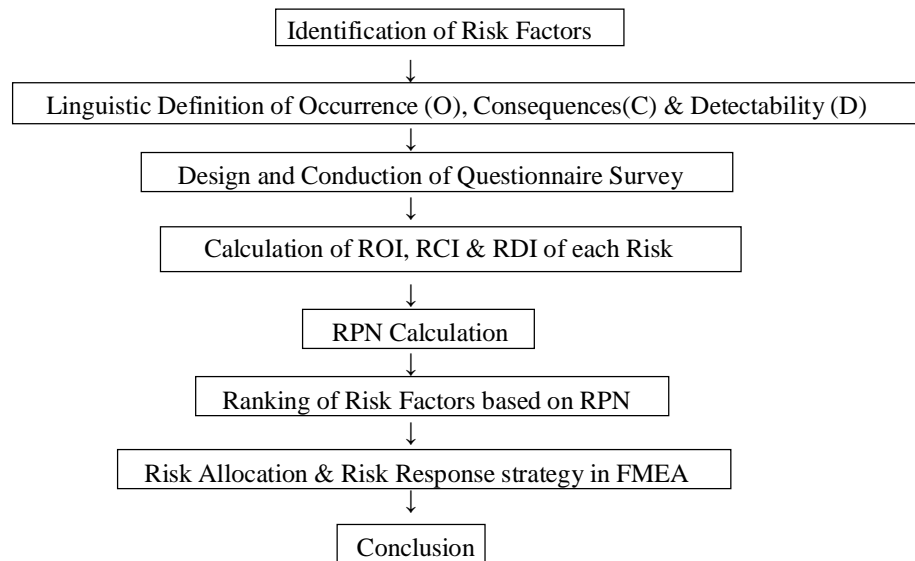 Identification of Risk Factors
↓
Linguistic Definition of Occurrence (O), Consequences(C) & Detectability (D)
↓
Design and Conduction of Questionnaire Survey
↓
Calculation of ROI, RCI & RDI of each Risk
↓
RPN Calculation
↓
Ranking of Risk Factors based on RPN
↓
Risk Allocation & Risk Response strategy in FMEA
↓
Conclusion